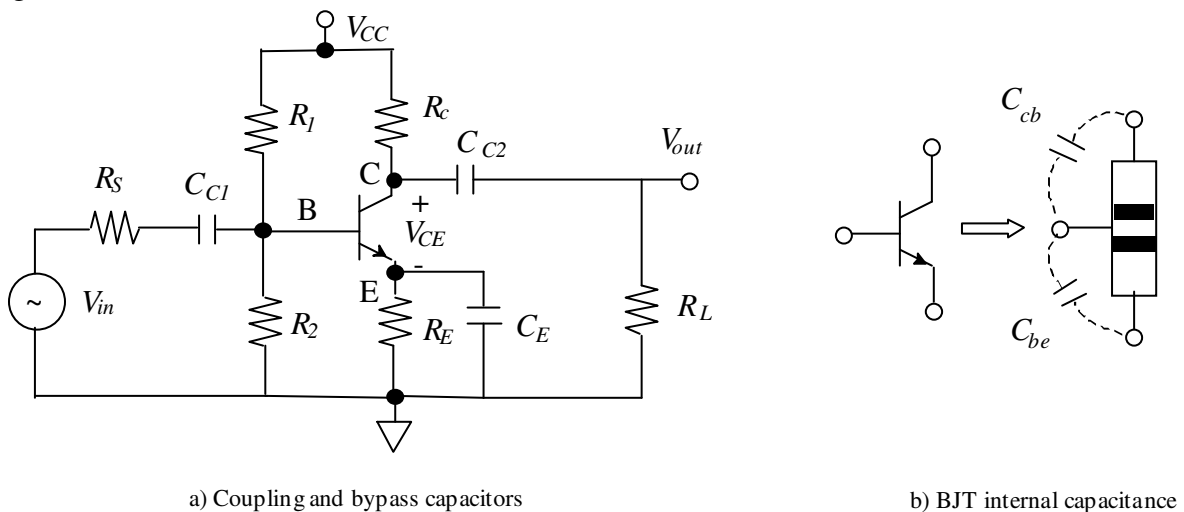 V_CC
R_1
R_c
C_C2
V_out
C
R_S
C_C1
B
+
V_CE
-
E
~
V_in
R_2
R_E
C_E
R_L
a) Coupling and bypass capacitors
C_cb
C_be
b) BJT internal capacitance